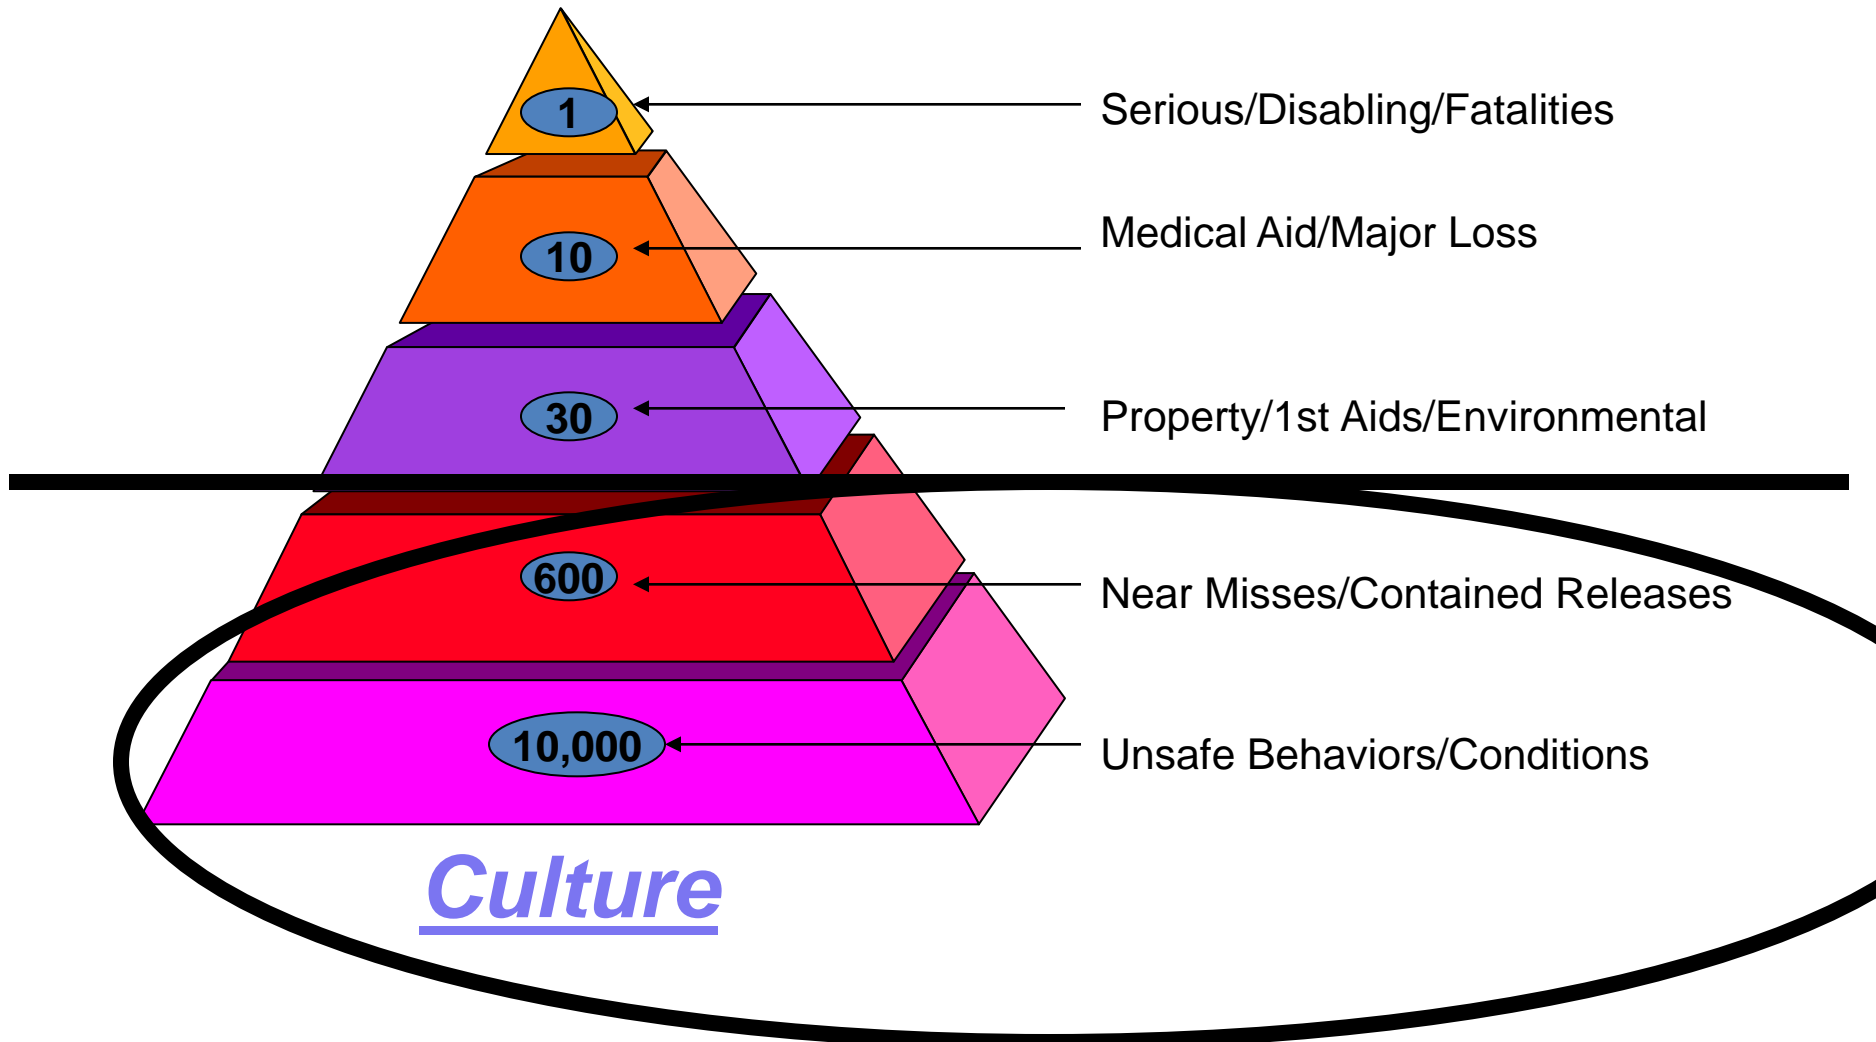 1
Serious/Disabling/Fatalities
10
Medical Aid/Major Loss
30
Property/1st Aids/Environmental
600
Near Misses/Contained Releases
10,000
Unsafe Behaviors/Conditions
Culture